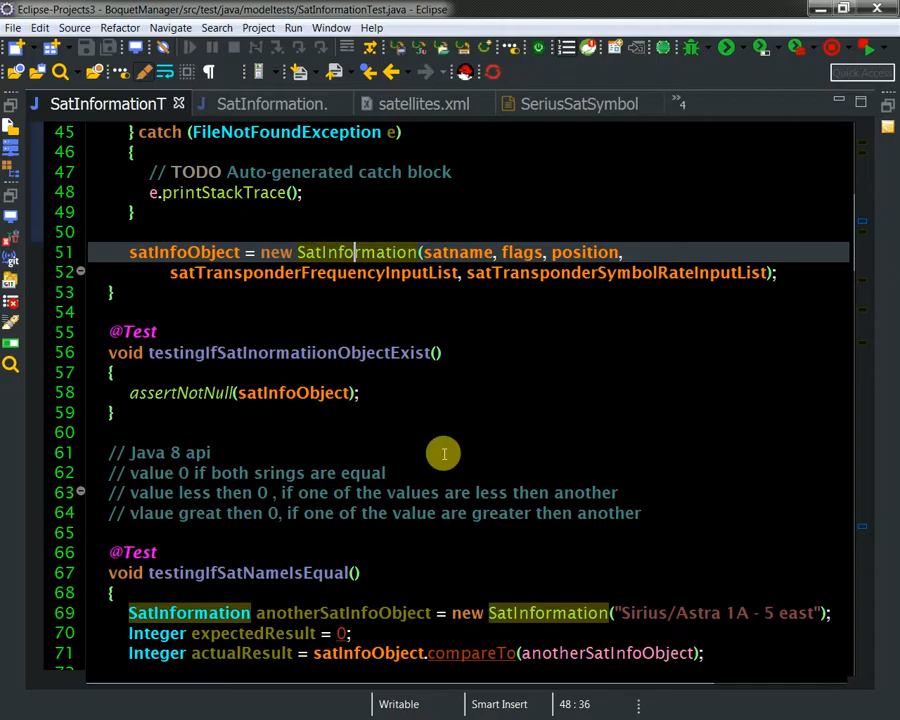 Eclipse-Projects3 - BoquetManager/src/test/java/modeltests/SatInformationTest.java - Eclipse
File Edit Source Refactor Navigate Search Project Run Window Help
Quick Access
SatInformationT SatInformation. satellites.xml SeriusSatSymbol »4
45 } catch (FileNotFoundException e)
46 {
47 // TODO Auto-generated catch block
48 e.printStackTrace();
49 }
50
51 satInfoObject = new SatInformation(satname, flags, position,
52 satTransponderFrequencyInputList, satTransponderSymbolRateInputList);
53 }
54
55 @Test
56 void testingIfSatInormatiionObjectExist()
57 {
58 assertNotNull(satInfoObject);
59 }
60
61 // Java 8 api
62 // value 0 if both srings are equal
63 // value less then 0 , if one of the values are less then another
64 // vlaue great then 0, if one of the value are greater then another
65
66 @Test
67 void testingIfSatNameIsEqual()
68 {
69 SatInformation anotherSatInfoObject = new SatInformation("Sirius/Astra 1A - 5 east");
70 Integer expectedResult = 0;
71 Integer actualResult = satInfoObject.compareTo(anotherSatInfoObject);
Writable Smart Insert 48 : 36